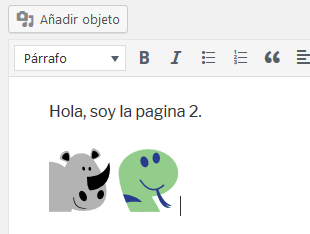 Añadir objeto
Párrafo B I
Hola, soy la pagina 2.